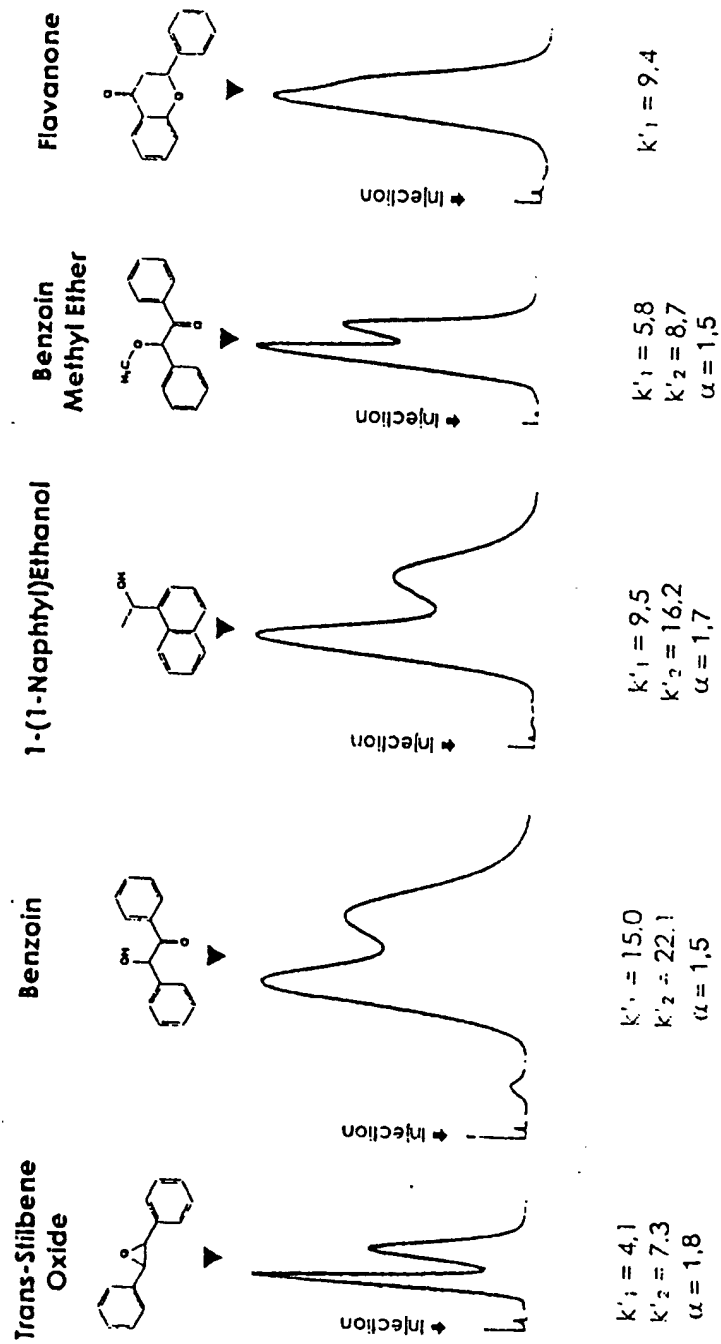 Trans-Stilbene
Oxide
O
Injection
k'1 = 4,1
k'2 = 7.3
α = 1,8
Benzoin
OH
O
Injection
k'1 = 15.0
k'2 = 22.1
α = 1,5
1-(1-Naphtyl)Ethanol
OH
Injection
k'1 = 9,5
k'2 = 16,2
α = 1,7
Benzoin
Methyl Ether
H3C
O
O
Injection
k'1 = 5,8
k'2 = 8,7
α = 1,5
Flavanone
O
O
Injection
k'1 = 9,4